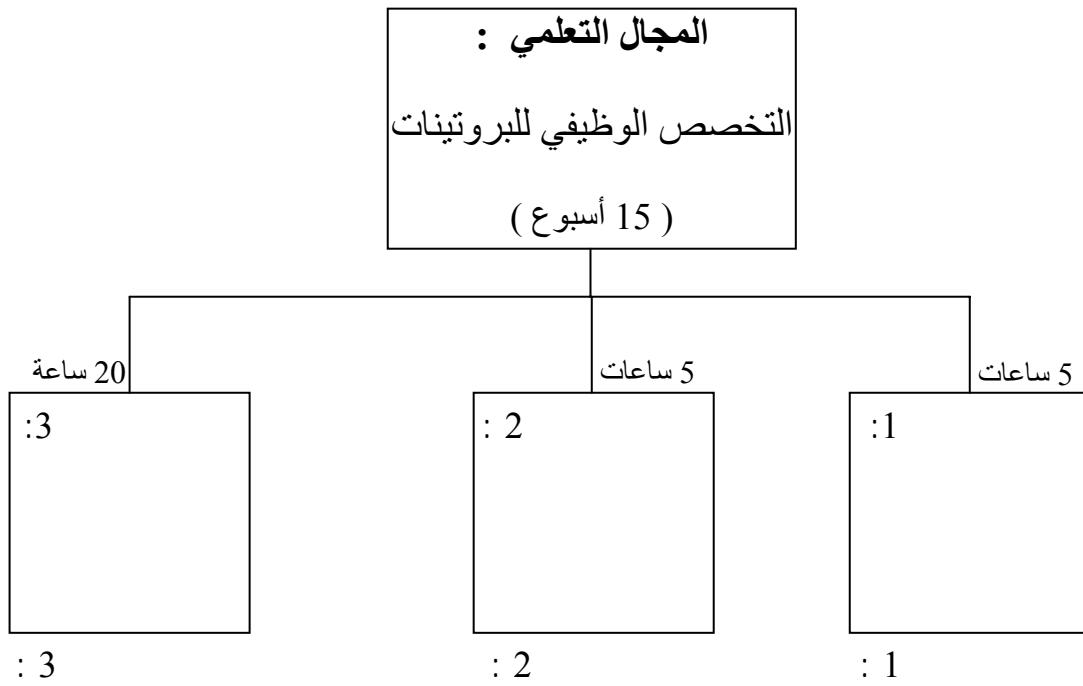 المجال التعلمي :
التخصص الوظيفي للبروتينات
( 15 أسبوع )
5 ساعات
5 ساعات
20 ساعة
1:
2 :
3:
1 :
2 :
3 :